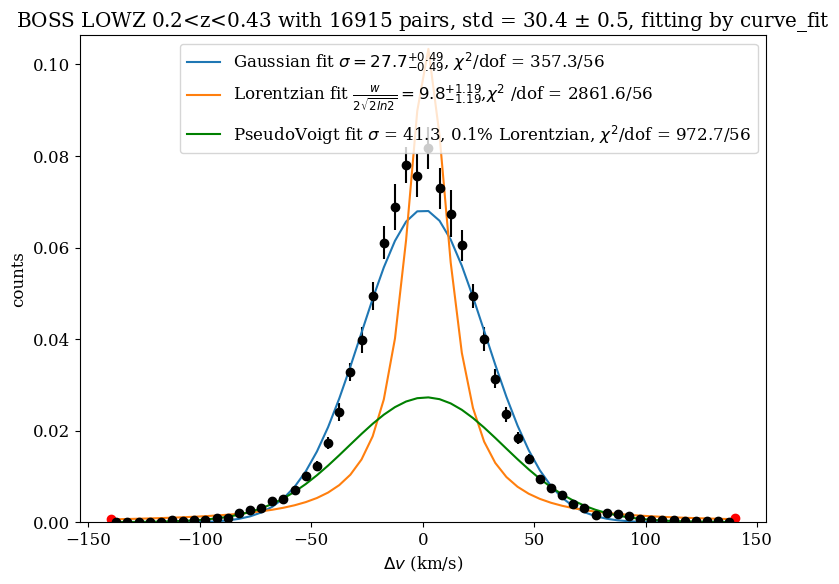 BOSS LOWZ 0.2<z<0.43 with 16915 pairs, std = 30.4 ± 0.5, fitting by curve_fit
Gaussian fit σ = 27.7^{+0.49}_{-0.49}, χ²/dof = 357.3/56
Lorentzian fit \frac{w}{2\sqrt{2ln2}} = 9.8^{+1.19}_{-1.19},χ² /dof = 2861.6/56
PseudoVoigt fit σ = 41.3, 0.1% Lorentzian, χ²/dof = 972.7/56
counts
0.10
0.08
0.06
0.04
0.02
0.00
−150 −100 −50 0 50 100 150
Δv (km/s)